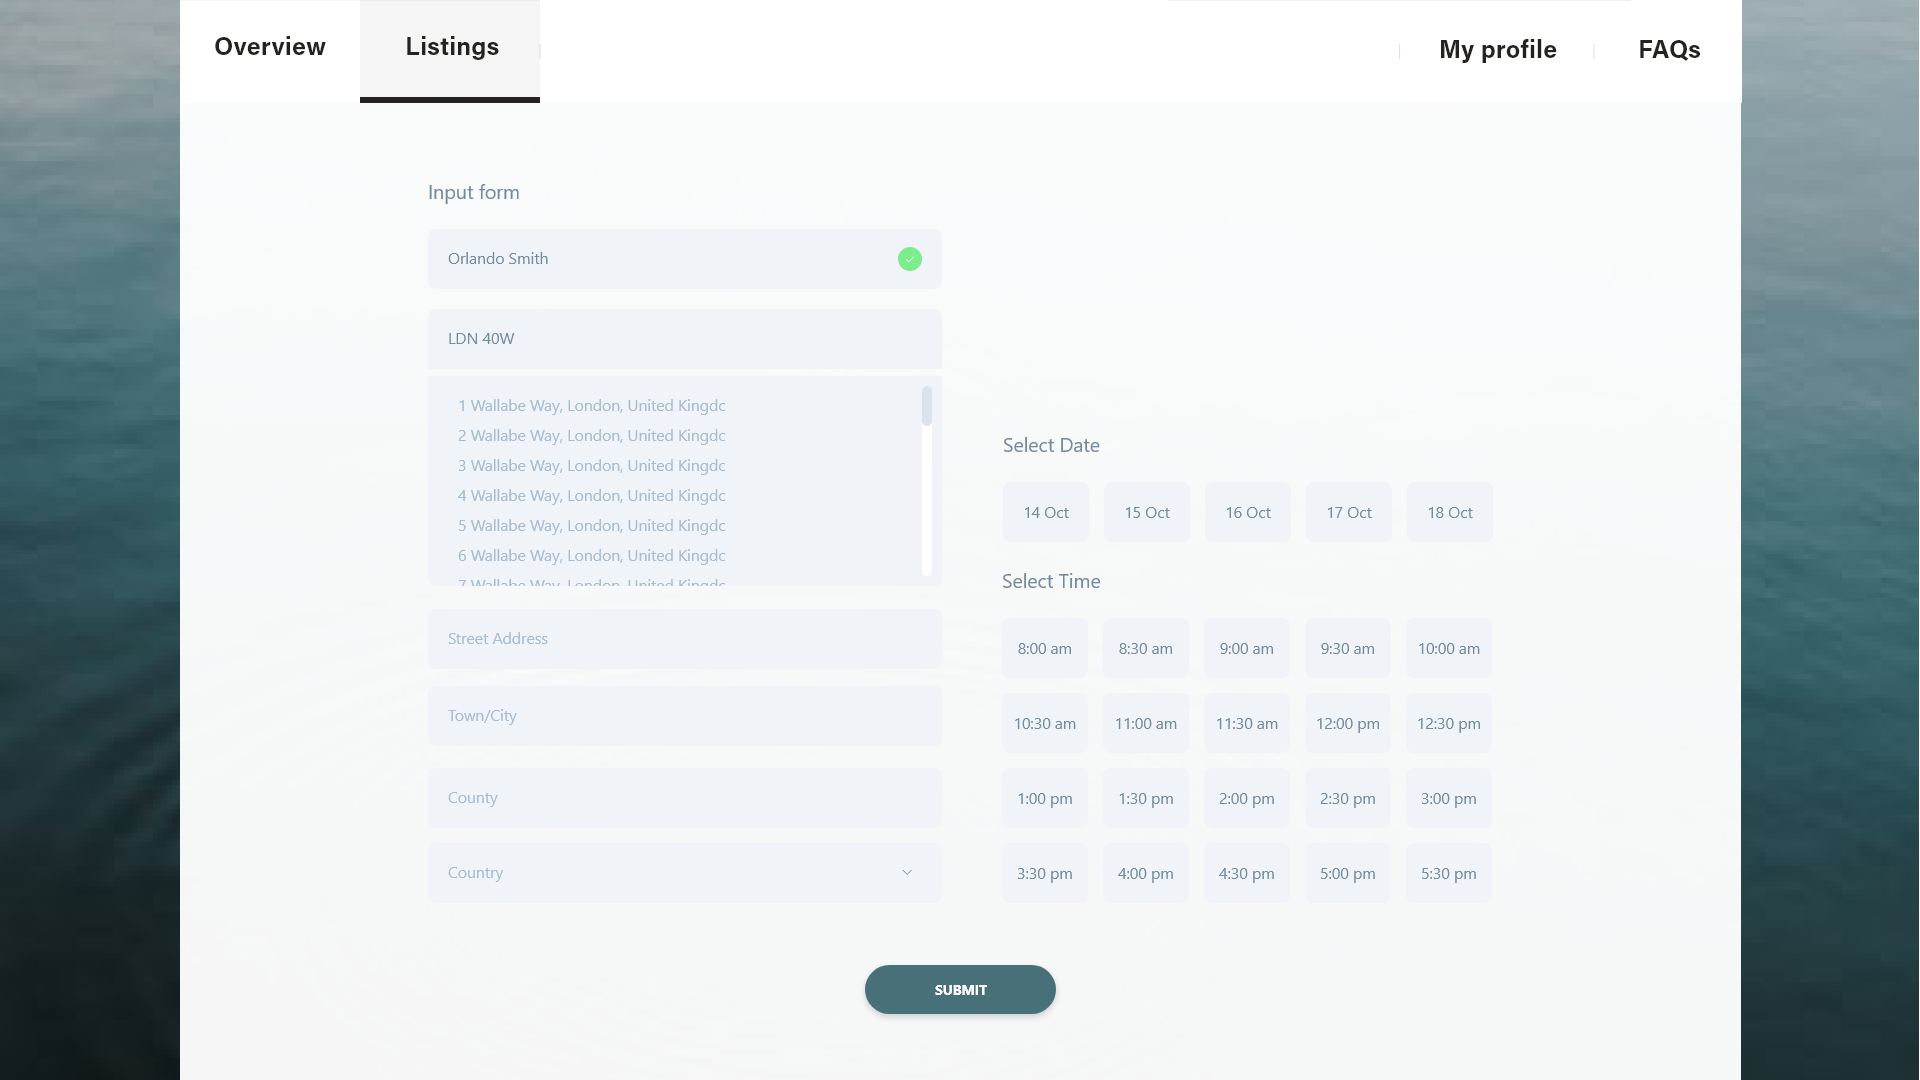 Overview
Listings
My profile
FAQs
Input form
Orlando Smith
LDN 40W
1 Wallabe Way, London, United Kingdc
2 Wallabe Way, London, United Kingdc
3 Wallabe Way, London, United Kingdc
4 Wallabe Way, London, United Kingdc
5 Wallabe Way, London, United Kingdc
6 Wallabe Way, London, United Kingdc
7 Wallabe Way, London, United Kingdc
Street Address
Town/City
County
Country
Select Date
14 Oct
15 Oct
16 Oct
17 Oct
18 Oct
Select Time
8:00 am
8:30 am
9:00 am
9:30 am
10:00 am
10:30 am
11:00 am
11:30 am
12:00 pm
12:30 pm
1:00 pm
1:30 pm
2:00 pm
2:30 pm
3:00 pm
3:30 pm
4:00 pm
4:30 pm
5:00 pm
5:30 pm
SUBMIT